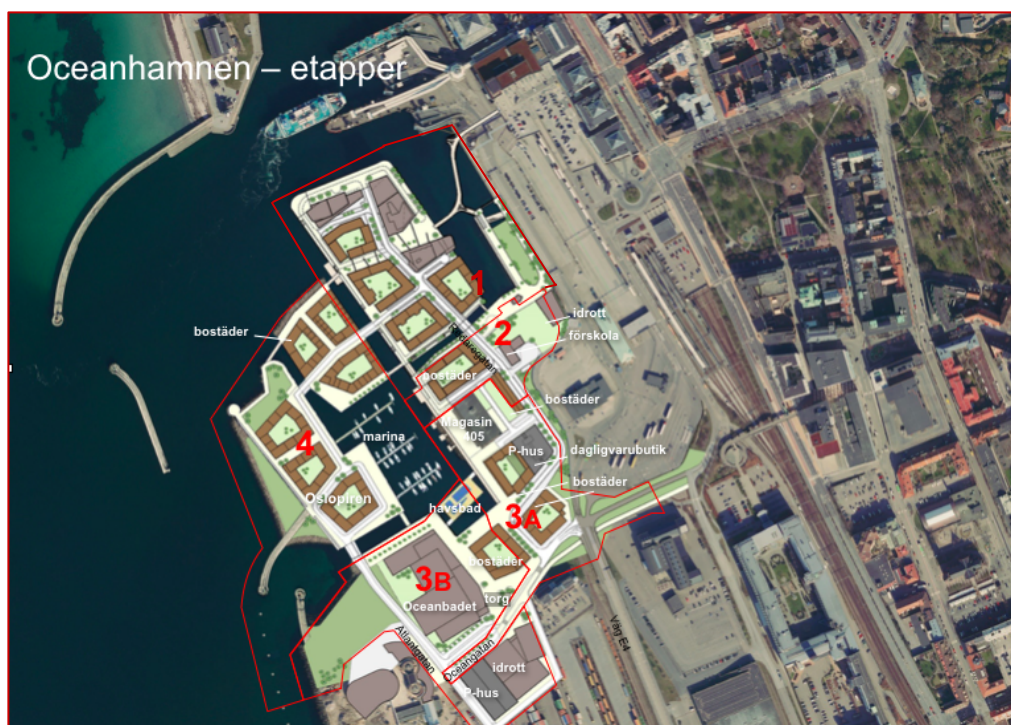 Oceanhamnen – etapper
1
idrott
2
förskola
bostäder
bostäder
bostäder
Magasin
405
marina
4
P-hus
dagligvarubutik
bostäder
Oslopiren
havsbad
3A
bostäder
3B
Oceanbadet
torg
Väg E4
Atlantgatan
Oceangatan
idrott
P-hus